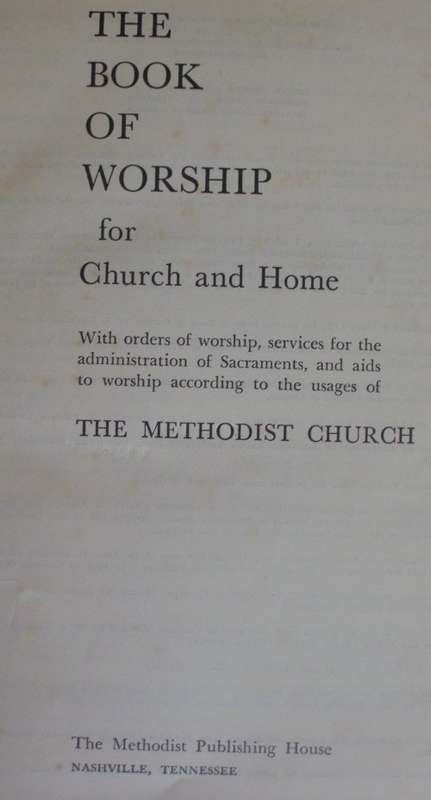 THE
BOOK
OF
WORSHIP
for
Church and Home
With orders of worship, services for the
administration of Sacraments, and aids
to worship according to the usages of
THE METHODIST CHURCH
The Methodist Publishing House
NASHVILLE, TENNESSEE